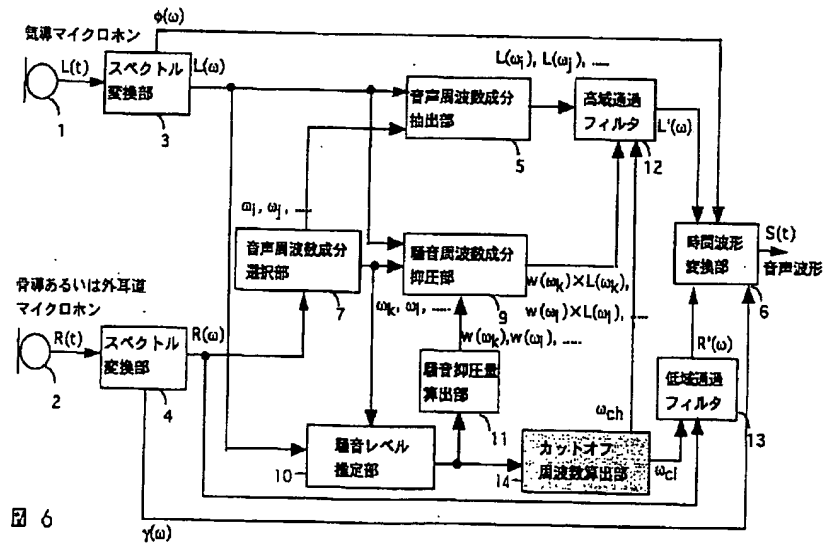 φ(ω)
気導マイクロホン
L(t)
スペクトル
変換部
L(ω)
1
3
L(ωi), L(ωj), ....
音声周波数成分
抽出部
5
高域通過
フィルタ
12
L'(ω)
ωi, ωj, ....
音声周波数成分
選択部
7
騒音周波数成分
抑圧部
9
ωk, ωl, ....
w(ωk)×L(ωk),
w(ωl)×L(ωl), ....
時間波形
変換部
6
S(t)
音声波形
骨導あるいは外耳道
マイクロホン
R(t)
スペクトル
変換部
R(ω)
2
4
w(ωk),w(ωl), ....
騒音抑圧量
算出部
11
R'(ω)
低域通過
フィルタ
13
騒音レベル
推定部
10
カットオフ
周波数算出部
14
ωch
ωcl
図 6
γ(ω)